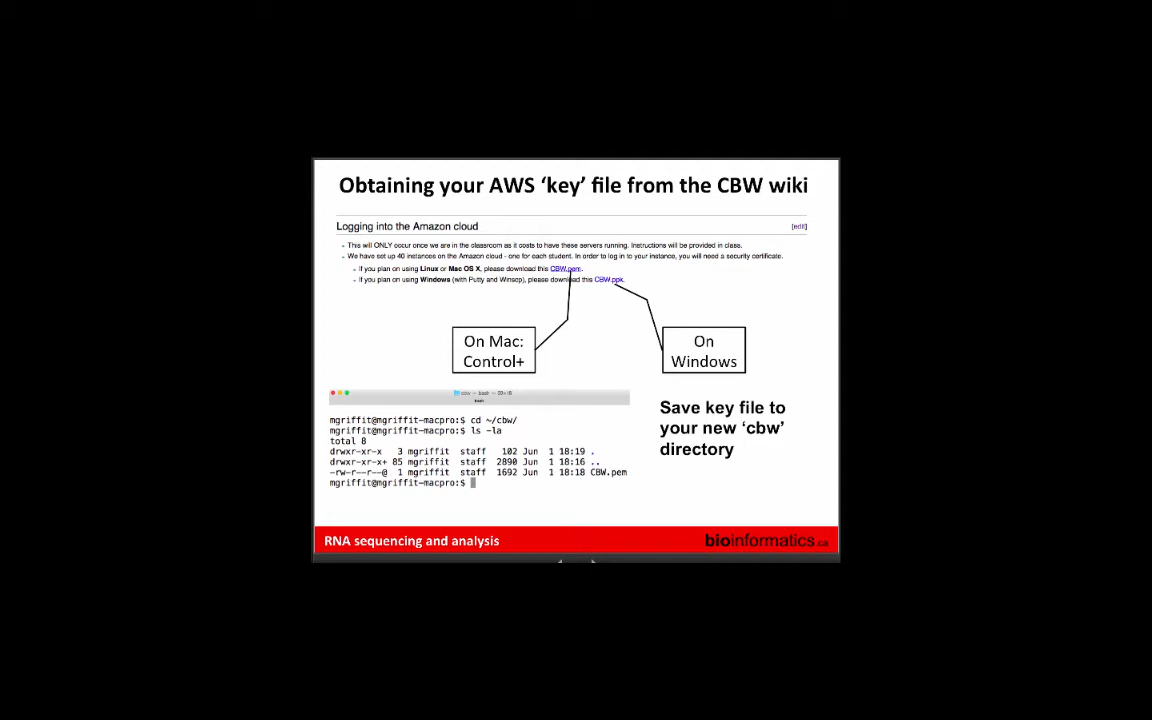 Obtaining your AWS ‘key’ file from the CBW wiki
Logging into the Amazon cloud
[edit]
This will ONLY occur once we are in the classroom as it costs to have these servers running. Instructions will be provided in class.
We have set up 40 instances on the Amazon cloud - one for each student. In order to log in to your instance, you will need a security certificate.
If you plan on using Linux or Mac OS X, please download this CBW.pem.
If you plan on using Windows (with Putty and Winscp), please download this CBW.ppk.
On Mac:
Control+
On
Windows
cbw — bash —
bash
mgriffit@mgriffit-macpro:$ cd ~/cbw/
mgriffit@mgriffit-macpro:$ ls -la
total 8
drwxr-xr-x 3 mgriffit staff 102 Jun 1 18:19 .
drwxr-xr-x+ 85 mgriffit staff 2890 Jun 1 18:16 ..
-rw-r--r--@ 1 mgriffit staff 1692 Jun 1 18:18 CBW.pem
mgriffit@mgriffit-macpro:$
Save key file to
your new ‘cbw’
directory
RNA sequencing and analysis
bioinformatics.ca